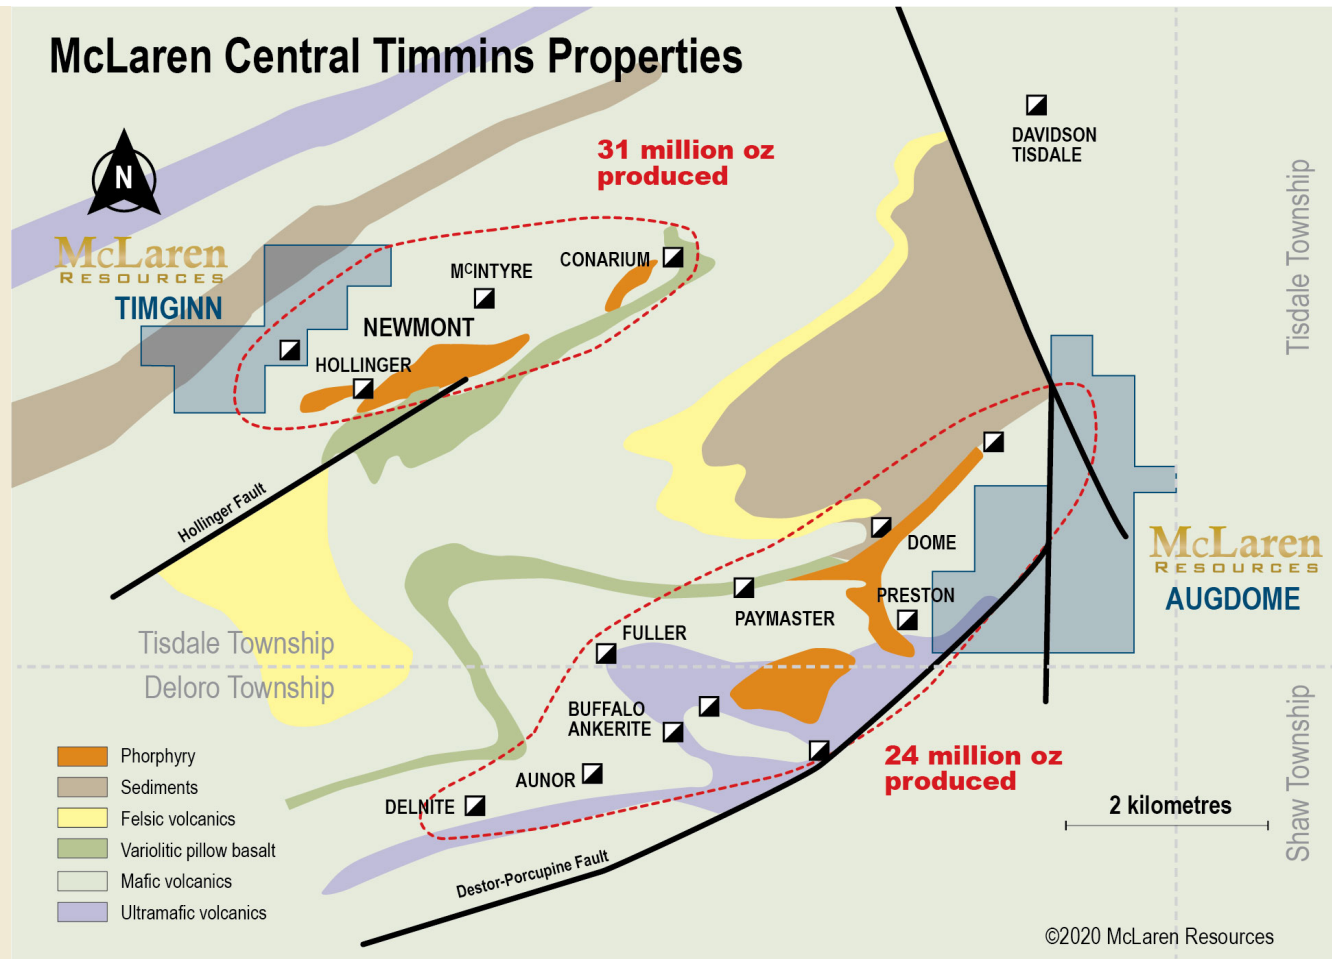 McLaren Central Timmins Properties
N
31 million oz
produced
DAVIDSON
TISDALE
Tisdale Township
McLaren
RESOURCES
TIMGINN
CONARIUM
MCINTYRE
NEWMONT
HOLLINGER
Hollinger Fault
DOME
McLaren
RESOURCES
AUGDOME
PRESTON
PAYMASTER
FULLER
Tisdale Township
Deloro Township
BUFFALO
ANKERITE
AUNOR
DELNITE
24 million oz
produced
Shaw Township
Phorphyry
Sediments
Felsic volcanics
Variolitic pillow basalt
Mafic volcanics
Ultramafic volcanics
Destor-Porcupine Fault
2 kilometres
©2020 McLaren Resources